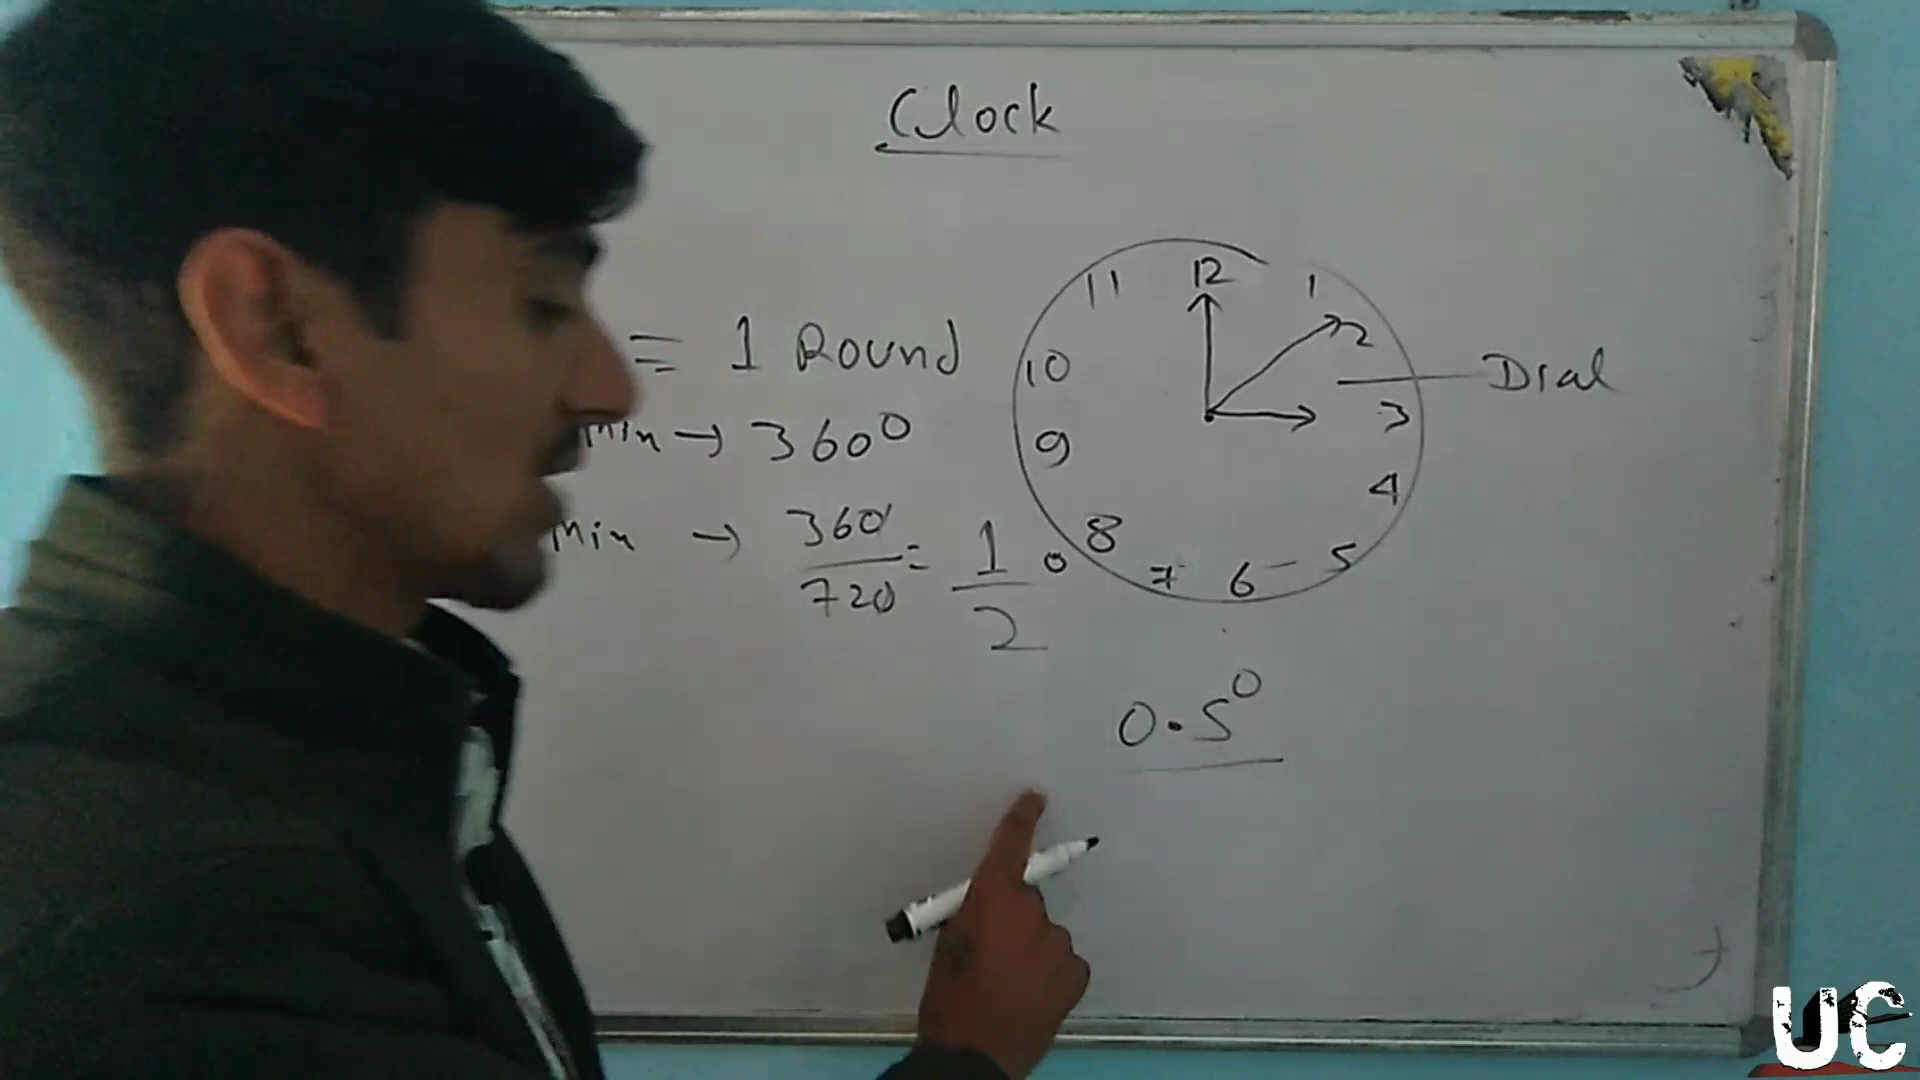 Clock
= 1 Round
min → 360°
min → 360/720 = 1/2 °
0.5°
12
11 1
10 2
9 3
8 4
7 6 5
Dial
UC